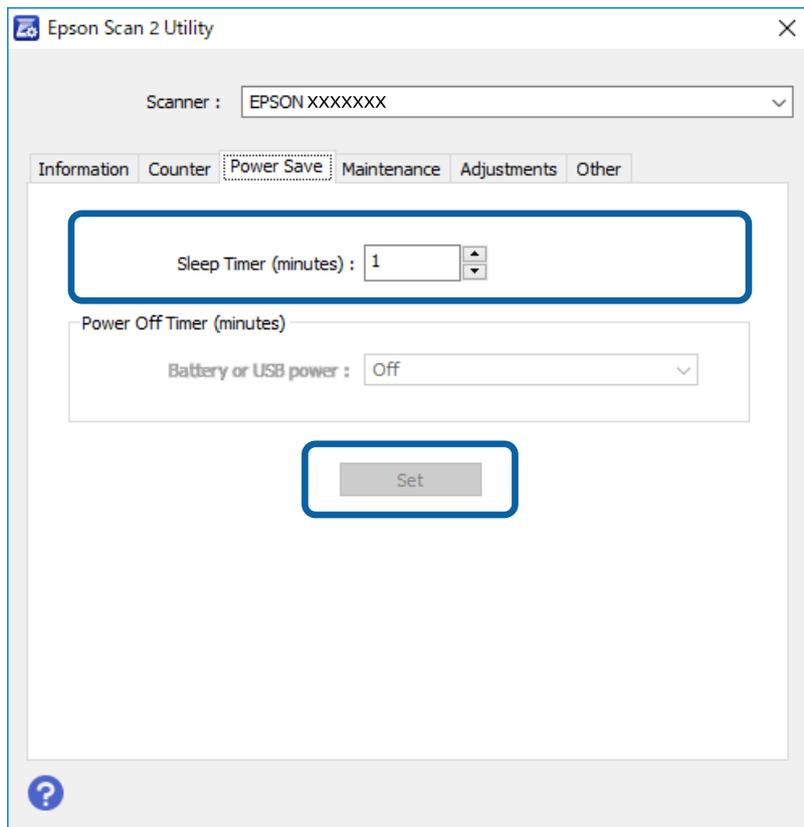 Epson Scan 2 Utility
Scanner : EPSON XXXXXXX
Information Counter Power Save Maintenance Adjustments Other
Sleep Timer (minutes) : 1
Power Off Timer (minutes)
Battery or USB power : Off
Set
?